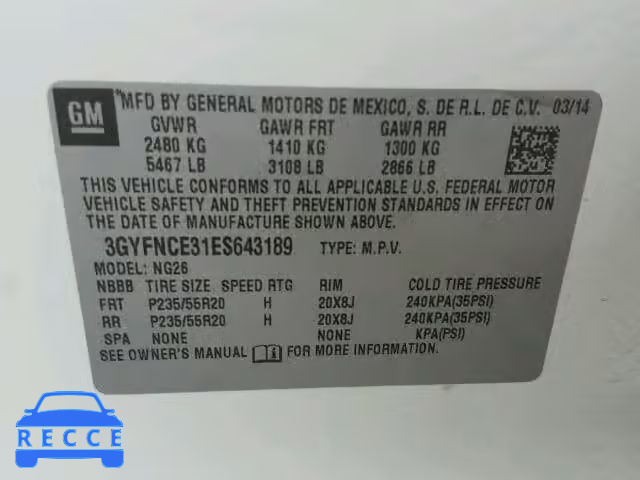 GM
*MFD BY GENERAL MOTORS DE MEXICO, S. DE R.L. DE C.V. 03/14
GVWR GAWR FRT GAWR RR
2480 KG 1410 KG 1300 KG
5467 LB 3108 LB 2866 LB
THIS VEHICLE CONFORMS TO ALL APPLICABLE U.S. FEDERAL MOTOR
VEHICLE SAFETY AND THEFT PREVENTION STANDARDS IN EFFECT ON
THE DATE OF MANUFACTURE SHOWN ABOVE.
3GYFNCE31ES643189 TYPE: M.P.V.
MODEL: NG26
NBBB TIRE SIZE SPEED RTG RIM COLD TIRE PRESSURE
FRT P235/55R20 H 20X8J 240KPA(35PSI)
RR P235/55R20 H 20X8J 240KPA(35PSI)
SPA NONE NONE KPA(PSI)
SEE OWNER'S MANUAL FOR MORE INFORMATION.
AUTOBIDCAR